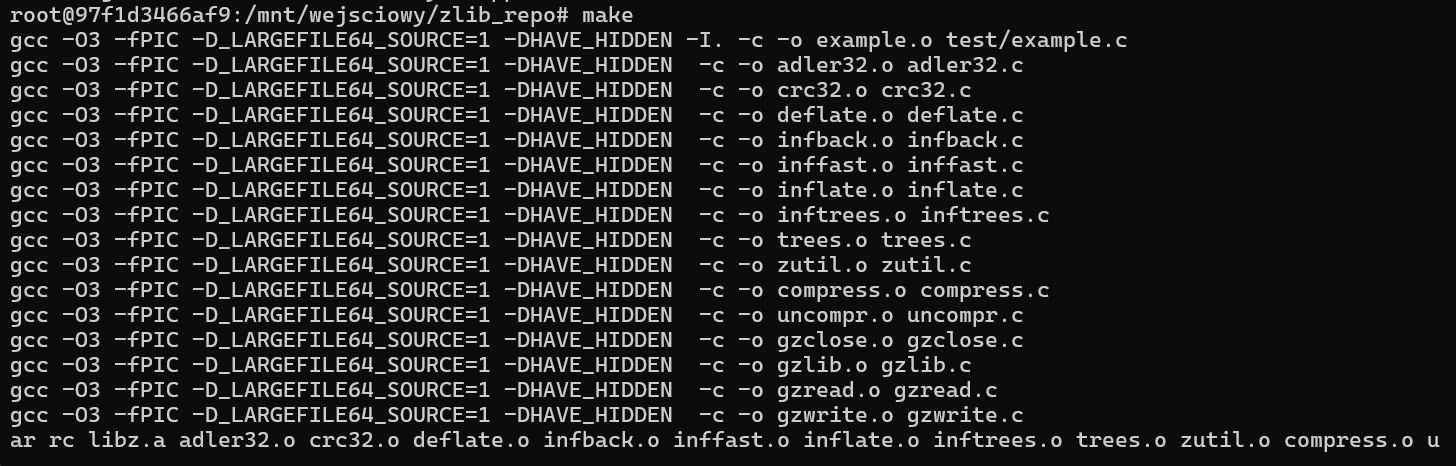 root@97f1d3466af9:/mnt/wejsciowy/zlib_repo# make
gcc -O3 -fPIC -D_LARGEFILE64_SOURCE=1 -DHAVE_HIDDEN -I. -c -o example.o test/example.c
gcc -O3 -fPIC -D_LARGEFILE64_SOURCE=1 -DHAVE_HIDDEN  -c -o adler32.o adler32.c
gcc -O3 -fPIC -D_LARGEFILE64_SOURCE=1 -DHAVE_HIDDEN  -c -o crc32.o crc32.c
gcc -O3 -fPIC -D_LARGEFILE64_SOURCE=1 -DHAVE_HIDDEN  -c -o deflate.o deflate.c
gcc -O3 -fPIC -D_LARGEFILE64_SOURCE=1 -DHAVE_HIDDEN  -c -o infback.o infback.c
gcc -O3 -fPIC -D_LARGEFILE64_SOURCE=1 -DHAVE_HIDDEN  -c -o inffast.o inffast.c
gcc -O3 -fPIC -D_LARGEFILE64_SOURCE=1 -DHAVE_HIDDEN  -c -o inflate.o inflate.c
gcc -O3 -fPIC -D_LARGEFILE64_SOURCE=1 -DHAVE_HIDDEN  -c -o inftrees.o inftrees.c
gcc -O3 -fPIC -D_LARGEFILE64_SOURCE=1 -DHAVE_HIDDEN  -c -o trees.o trees.c
gcc -O3 -fPIC -D_LARGEFILE64_SOURCE=1 -DHAVE_HIDDEN  -c -o zutil.o zutil.c
gcc -O3 -fPIC -D_LARGEFILE64_SOURCE=1 -DHAVE_HIDDEN  -c -o compress.o compress.c
gcc -O3 -fPIC -D_LARGEFILE64_SOURCE=1 -DHAVE_HIDDEN  -c -o uncompr.o uncompr.c
gcc -O3 -fPIC -D_LARGEFILE64_SOURCE=1 -DHAVE_HIDDEN  -c -o gzclose.o gzclose.c
gcc -O3 -fPIC -D_LARGEFILE64_SOURCE=1 -DHAVE_HIDDEN  -c -o gzlib.o gzlib.c
gcc -O3 -fPIC -D_LARGEFILE64_SOURCE=1 -DHAVE_HIDDEN  -c -o gzread.o gzread.c
gcc -O3 -fPIC -D_LARGEFILE64_SOURCE=1 -DHAVE_HIDDEN  -c -o gzwrite.o gzwrite.c
ar rc libz.a adler32.o crc32.o deflate.o infback.o inffast.o inflate.o inftrees.o trees.o zutil.o compress.o u